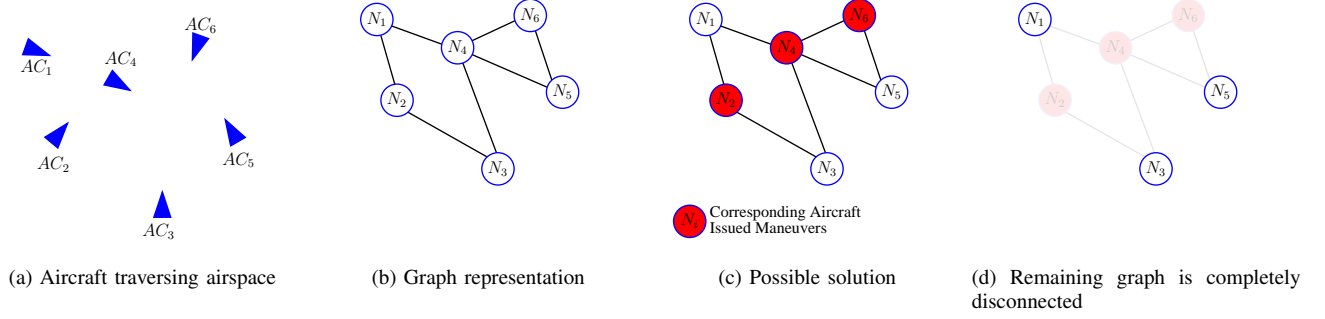 AC₁
AC₄
AC₆
AC₂
AC₅
AC₃
(a) Aircraft traversing airspace
N₁
N₆
N₄
N₂
N₅
N₃
(b) Graph representation
N₁
N₆
N₄
N₂
N₅
N₃
Nᵢ Corresponding Aircraft
Issued Maneuvers
(c) Possible solution
N₁
N₆
N₄
N₂
N₅
N₃
(d) Remaining graph is completely
disconnected